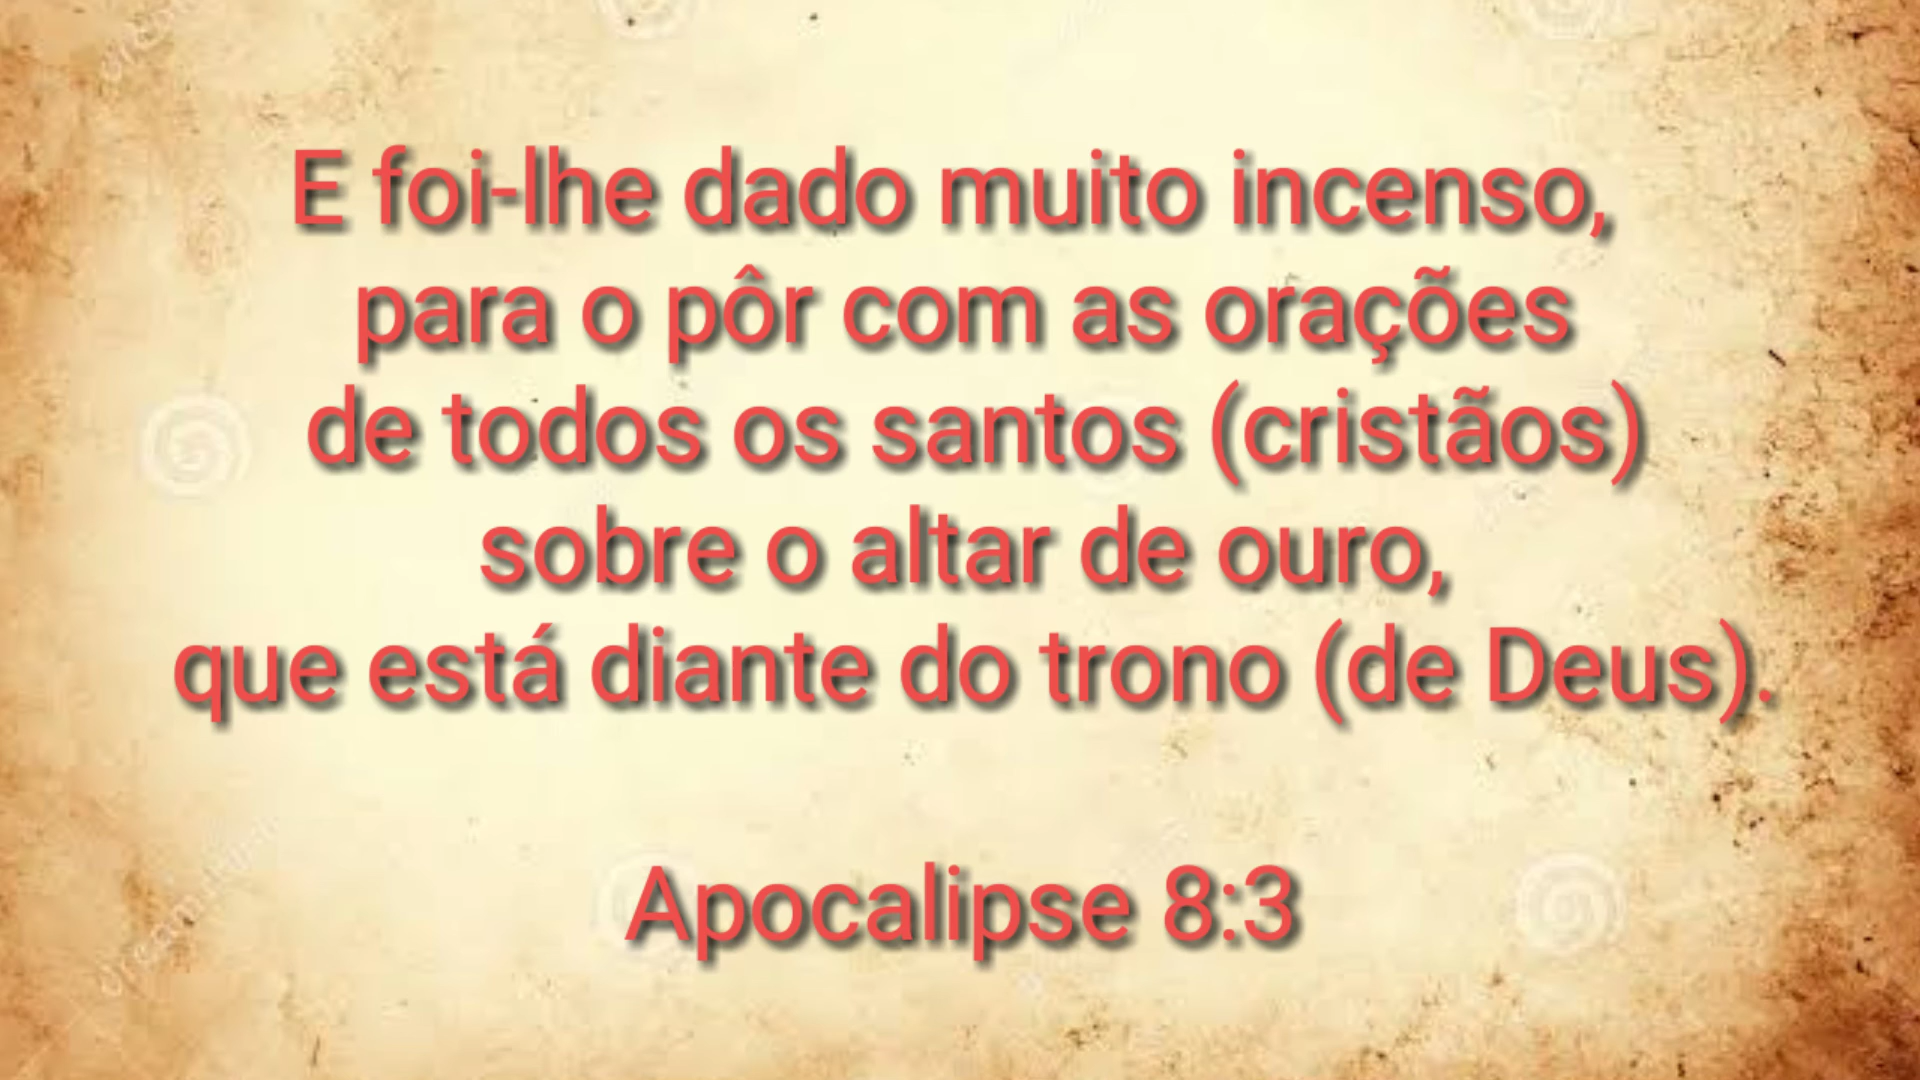 E foi-lhe dado muito incenso,
para o pôr com as orações
de todos os santos (cristãos)
sobre o altar de ouro,
que está diante do trono (de Deus).
Apocalipse 8:3